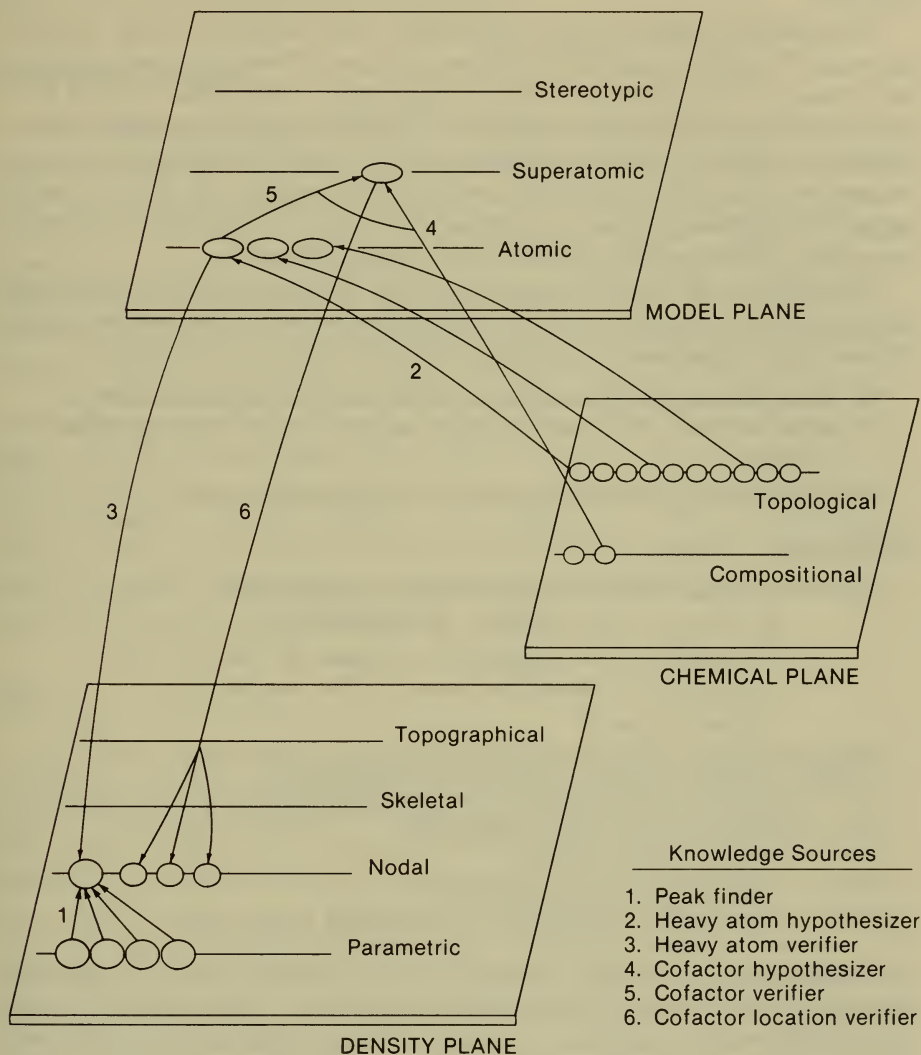 Stereotypic
Superatomic
5
4
Atomic
MODEL PLANE
2
3
6
Topological
Compositional
CHEMICAL PLANE
Topographical
Skeletal
Nodal
1
Parametric
DENSITY PLANE
Knowledge Sources
1. Peak finder
2. Heavy atom hypothesizer
3. Heavy atom verifier
4. Cofactor hypothesizer
5. Cofactor verifier
6. Cofactor location verifier